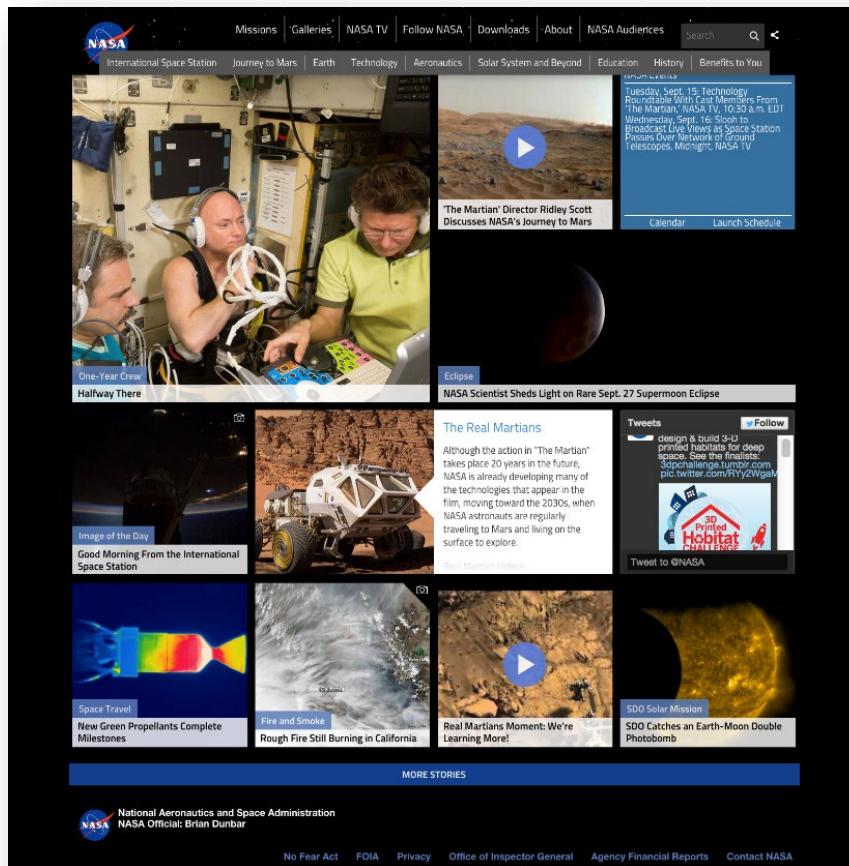 NASA
Missions
Galleries
NASA TV
Follow NASA
Downloads
About
NASA Audiences
Search
International Space Station
Journey to Mars
Earth
Technology
Aeronautics
Solar System and Beyond
Education
History
Benefits to You
One-Year Crew
Halfway There
'The Martian' Director Ridley Scott
Discusses NASA's Journey to Mars
NASA Events
Tuesday, Sept. 15: Technology
Roundtable With Cast Members From
'The Martian,' NASA TV, 10:30 a.m. EDT
Wednesday, Sept. 16: Slooh to
Broadcast Live Views as Space Station
Passes Over Network of Ground
Telescopes, Midnight, NASA TV
Calendar
Launch Schedule
Eclipse
NASA Scientist Sheds Light on Rare Sept. 27 Supermoon Eclipse
Image of the Day
Good Morning From the International
Space Station
The Real Martians
Although the action in "The Martian"
takes place 20 years in the future,
NASA is already developing many of
the technologies that appear in the
film, moving toward the 2030s, when
NASA astronauts are regularly
traveling to Mars and living on the
surface to explore.
Real Martian Videos
Tweets
Follow
design & build 3-D
printed habitats for deep
space. See the finalists:
3dpchallenge.tumblr.com
pic.twitter.com/RYy2WgaM
3D
Printed
Habitat
CHALLENGE
Tweet to @NASA
Space Travel
New Green Propellants Complete
Milestones
Fire and Smoke
Rough Fire Still Burning in California
Real Martians Moment: We're
Learning More!
SDO Solar Mission
SDO Catches an Earth-Moon Double
Photobomb
MORE STORIES
NASA
National Aeronautics and Space Administration
NASA Official: Brian Dunbar
No Fear Act
FOIA
Privacy
Office of Inspector General
Agency Financial Reports
Contact NASA